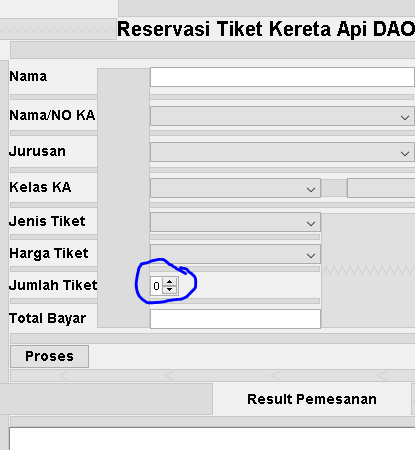 Reservasi Tiket Kereta Api DAO
Nama
Nama/NO KA
Jurusan
Kelas KA
Jenis Tiket
Harga Tiket
Jumlah Tiket 0
Total Bayar
Proses
Result Pemesanan